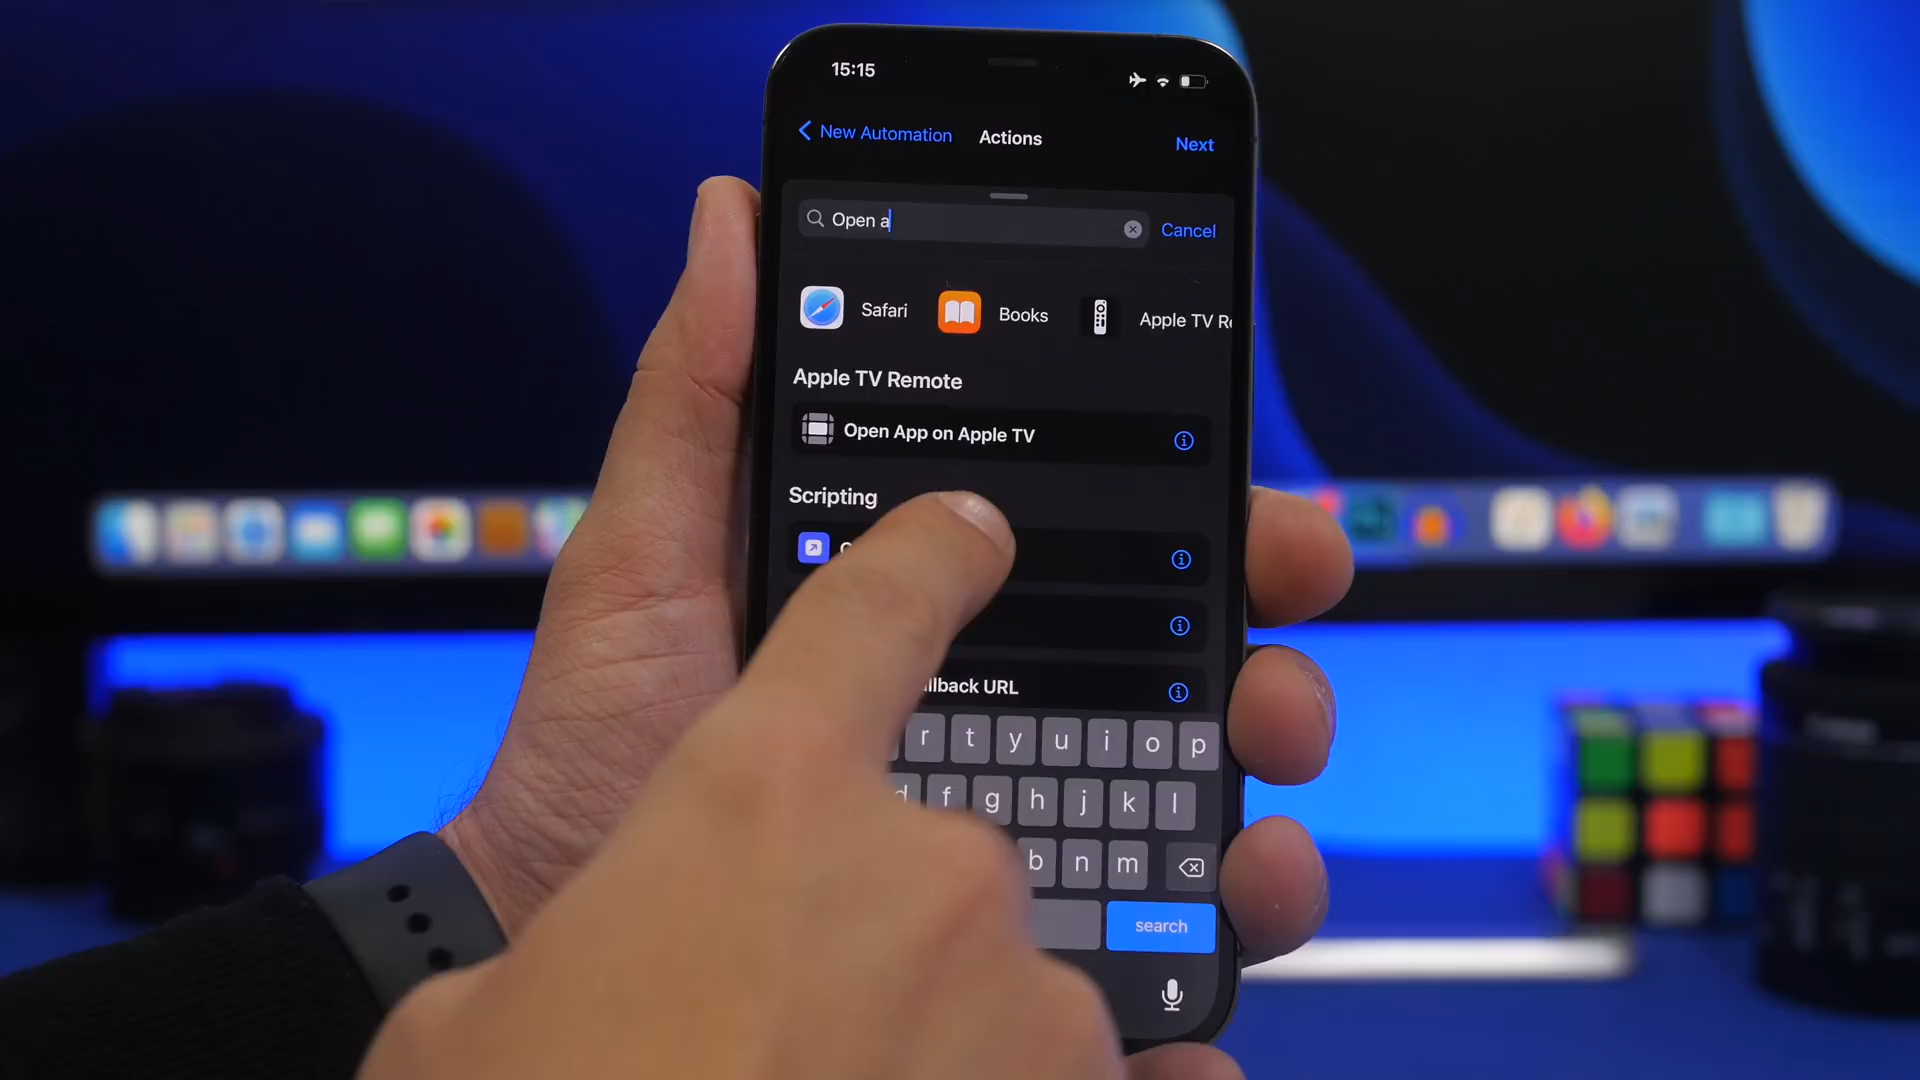 15:15
New Automation
Actions
Next
Open a
Cancel
Safari
Books
Apple TV R
Apple TV Remote
Open App on Apple TV
Scripting
llback URL
r t y u i o p
d f g h j k l
b n m
search